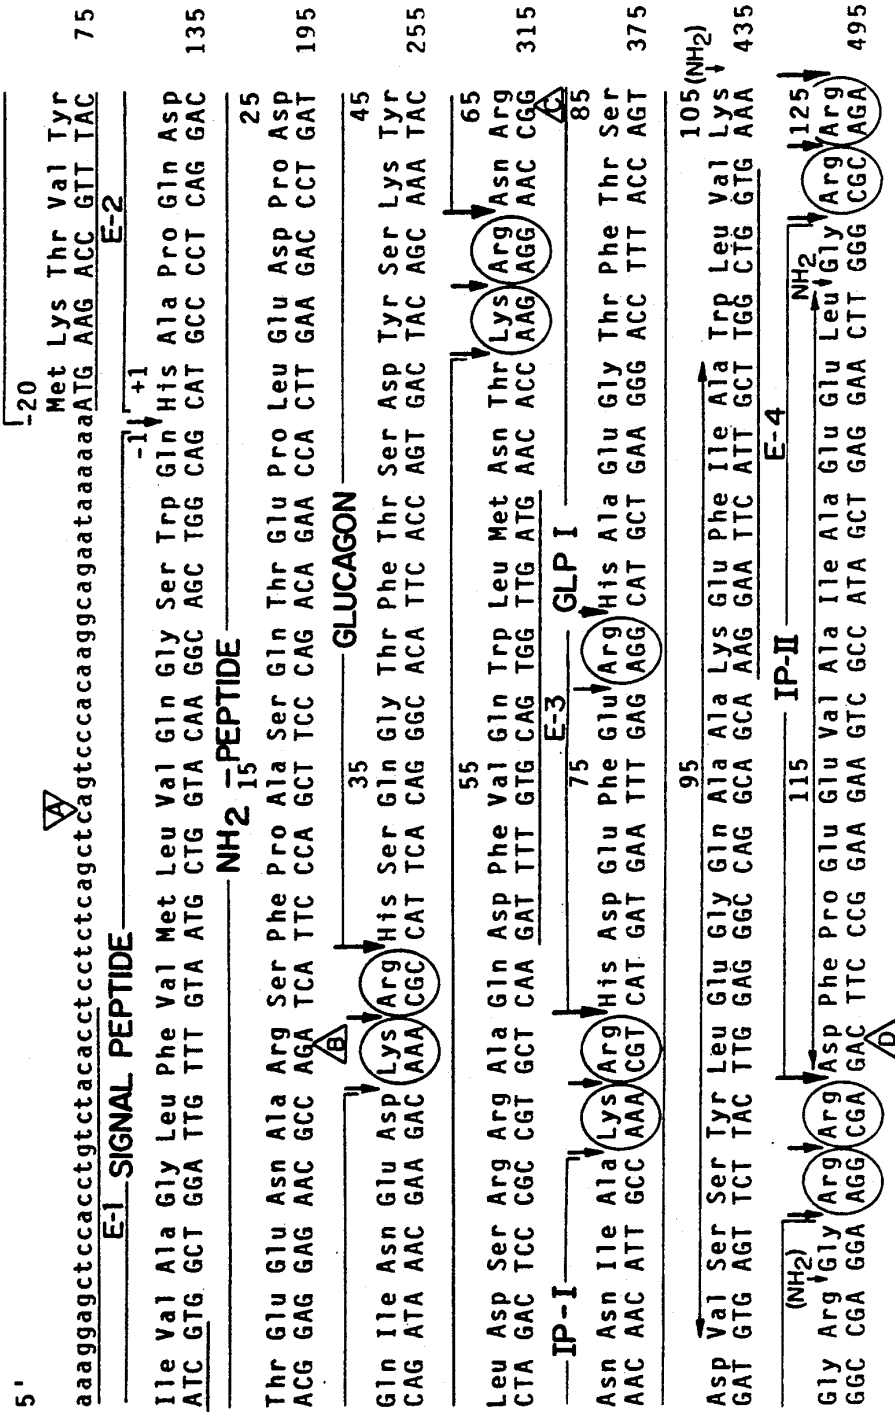 5'
-20
A
Met Lys Thr Val Tyr
aaaggagctccacctgtctacacctcctctcagctcagtcccacaaggcagaataaaaaaATG AAG ACC GTT TAC 75
E-1 SIGNAL PEPTIDE E-2
-1 +1
Ile Val Ala Gly Leu Phe Val Met Leu Val Gln Gly Ser Trp Gln His Ala Pro Gln Asp
ATC GTG GCT GGA TTG TTT GTA ATG CTG GTA CAA GGC AGC TGG CAG CAT GCC CCT CAG GAC 135
NH2 -PEPTIDE
15 25
Thr Glu Glu Asn Ala Arg Ser Phe Pro Ala Ser Gln Thr Glu Pro Leu Glu Asp Pro Asp
ACG GAG GAG AAC GCC AGA TCA TTC CCA GCT TCC CAG ACA GAA CCA CTT GAA GAC CCT GAT 195
B
GLUCAGON
35 45
Gln Ile Asn Glu Asp Lys Arg His Ser Gln Gly Thr Phe Thr Ser Asp Tyr Ser Lys Tyr
CAG ATA AAC GAA GAC AAA CGC CAT TCA CAG GGC ACA TTC ACC AGT GAC TAC AGC AAA TAC 255
55 65
Leu Asp Ser Arg Arg Ala Gln Asp Phe Val Gln Trp Leu Met Asn Thr Lys Arg Asn Arg
CTA GAC TCC CGC CGT GCT CAA GAT TTT GTG CAG TGG TTG ATG AAC ACC AAG AGG AAC CGG 315
C
E-3
IP-I GLP I
75 85
Asn Asn Ile Ala Lys Arg His Asp Glu Phe Glu Arg His Ala Glu Gly Thr Phe Thr Ser
AAC AAC ATT GCC AAA CGT CAT GAT GAA TTT GAG AGG CAT GCT GAA GGG ACC TTT ACC AGT 375
95 105 (NH2)
Asp Val Ser Ser Tyr Leu Glu Gly Gln Ala Ala Lys Glu Phe Ile Ala Trp Leu Val Lys
GAT GTG AGT TCT TAC TTG GAG GGC CAG GCA GCA AAG GAA TTC ATT GCT TGG CTG GTG AAA 435
E-4
IP-II
(NH2) 115 NH2 125
Gly Arg Gly Arg Arg Asp Phe Pro Glu Glu Val Ala Ile Ala Glu Glu Leu Gly Arg Arg
GGC CGA GGA AGG CGA GAC TTC CCG GAA GAA GTC GCC ATA GCT GAG GAA CTT GGG CGC AGA 495
D